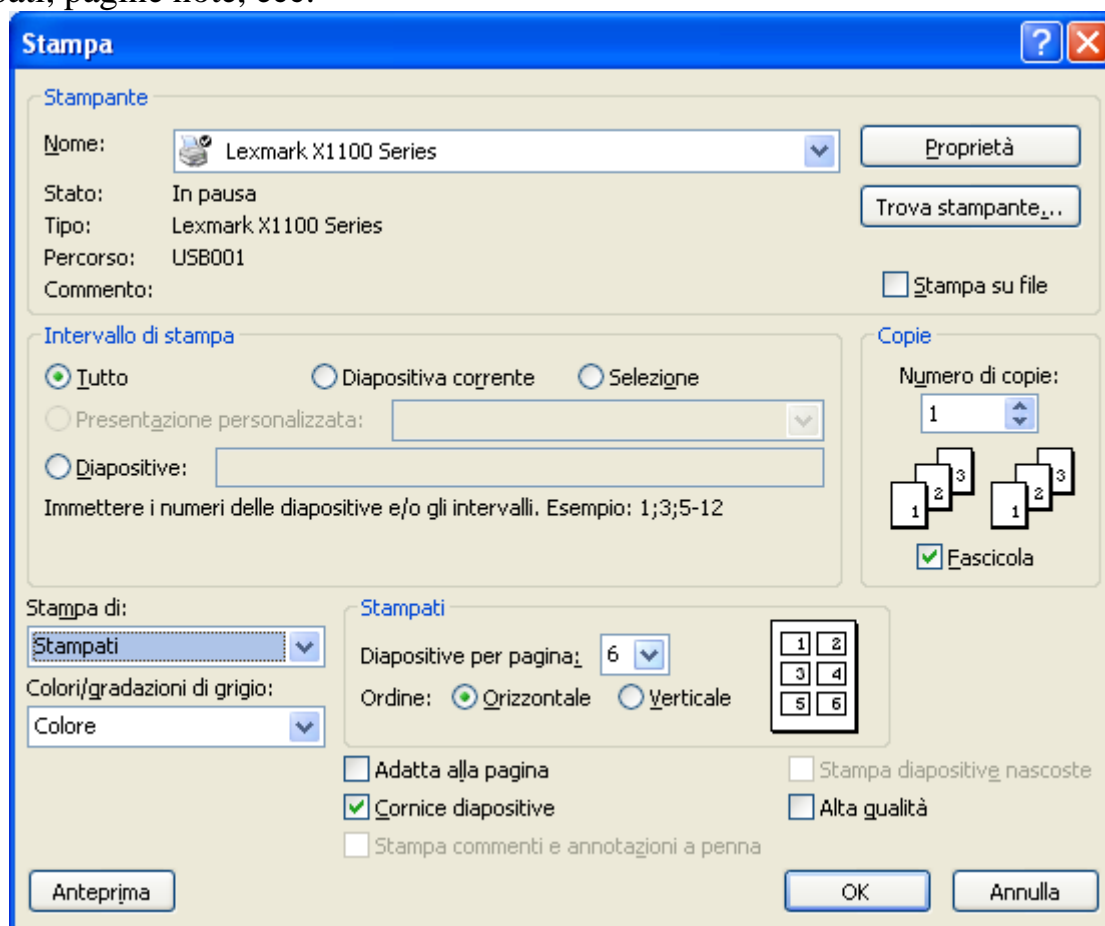 ati, pagine note, ecc.
Stampa
Stampante
Nome: Lexmark X1100 Series Proprietà
Stato: In pausa
Trova stampante...
Tipo: Lexmark X1100 Series
Percorso: USB001
Commento:
Stampa su file
Intervallo di stampa
Tutto Diapositiva corrente Selezione
Presentazione personalizzata:
Diapositive:
Immettere i numeri delle diapositive e/o gli intervalli. Esempio: 1;3;5-12
Copie
Numero di copie:
1
1 2 3 1 2 3
Fascicola
Stampa di:
Stampati
Colori/gradazioni di grigio:
Colore
Stampati
Diapositive per pagina: 6
Ordine: Orizzontale Verticale
1 2
3 4
5 6
Adatta alla pagina
Stampa diapositive nascoste
Cornice diapositive
Alta qualità
Stampa commenti e annotazioni a penna
Anteprima OK Annulla